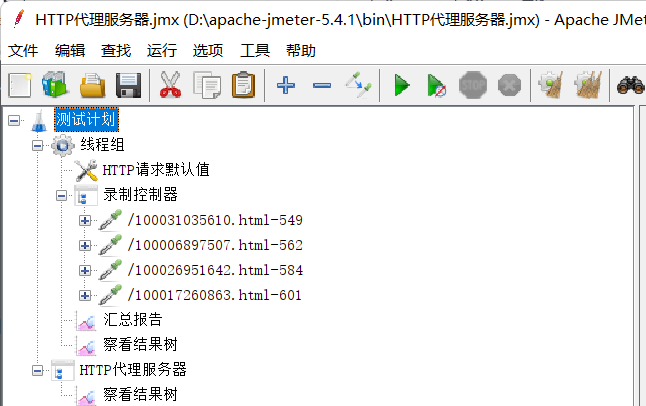 HTTP代理服务器.jmx (D:\apache-jmeter-5.4.1\bin\HTTP代理服务器.jmx) - Apache JMe
文件 编辑 查找 运行 选项 工具 帮助
STOP
测试计划
线程组
HTTP请求默认值
录制控制器
/100031035610.html-549
/100006897507.html-562
/100026951642.html-584
/100017260863.html-601
汇总报告
察看结果树
HTTP代理服务器
察看结果树